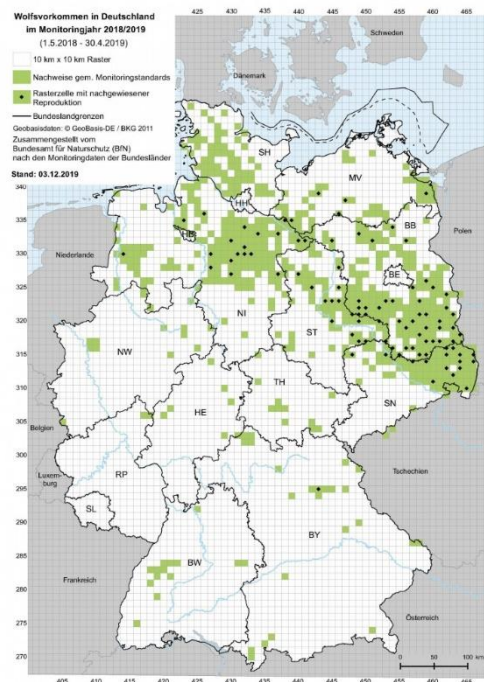 Wolfsvorkommen in Deutschland
im Monitoringjahr 2018/2019
(1.5.2018 - 30.4.2019)
10 km x 10 km Raster
Nachweise gem. Monitoringstandards
Rasterzelle mit nachgewiesener
Reproduktion
Bundeslandgrenzen
Geobasisdaten: © GeoBasis-DE / BKG 2011
Zusammengestellt vom
Bundesamt für Naturschutz (BfN)
nach den Monitoringdaten der Bundesländer
Stand: 03.12.2019
425 430 435 440 445 450 455 460 465
Schweden
Dänemark
SH
MV
340
HH
335
HB
BB
Polen
Niederlande
330
BE
325
NI
320
ST
NW
315
310
TH
SN
HE
305
Belgien
300
Tschechien
Luxem-
burg
RP
295
SL
290
BY
285
Frankreich
BW
280
275
Österreich
270
0 50 100 km
405 410 415 420 425 430 435 440 445 450 455 460 465